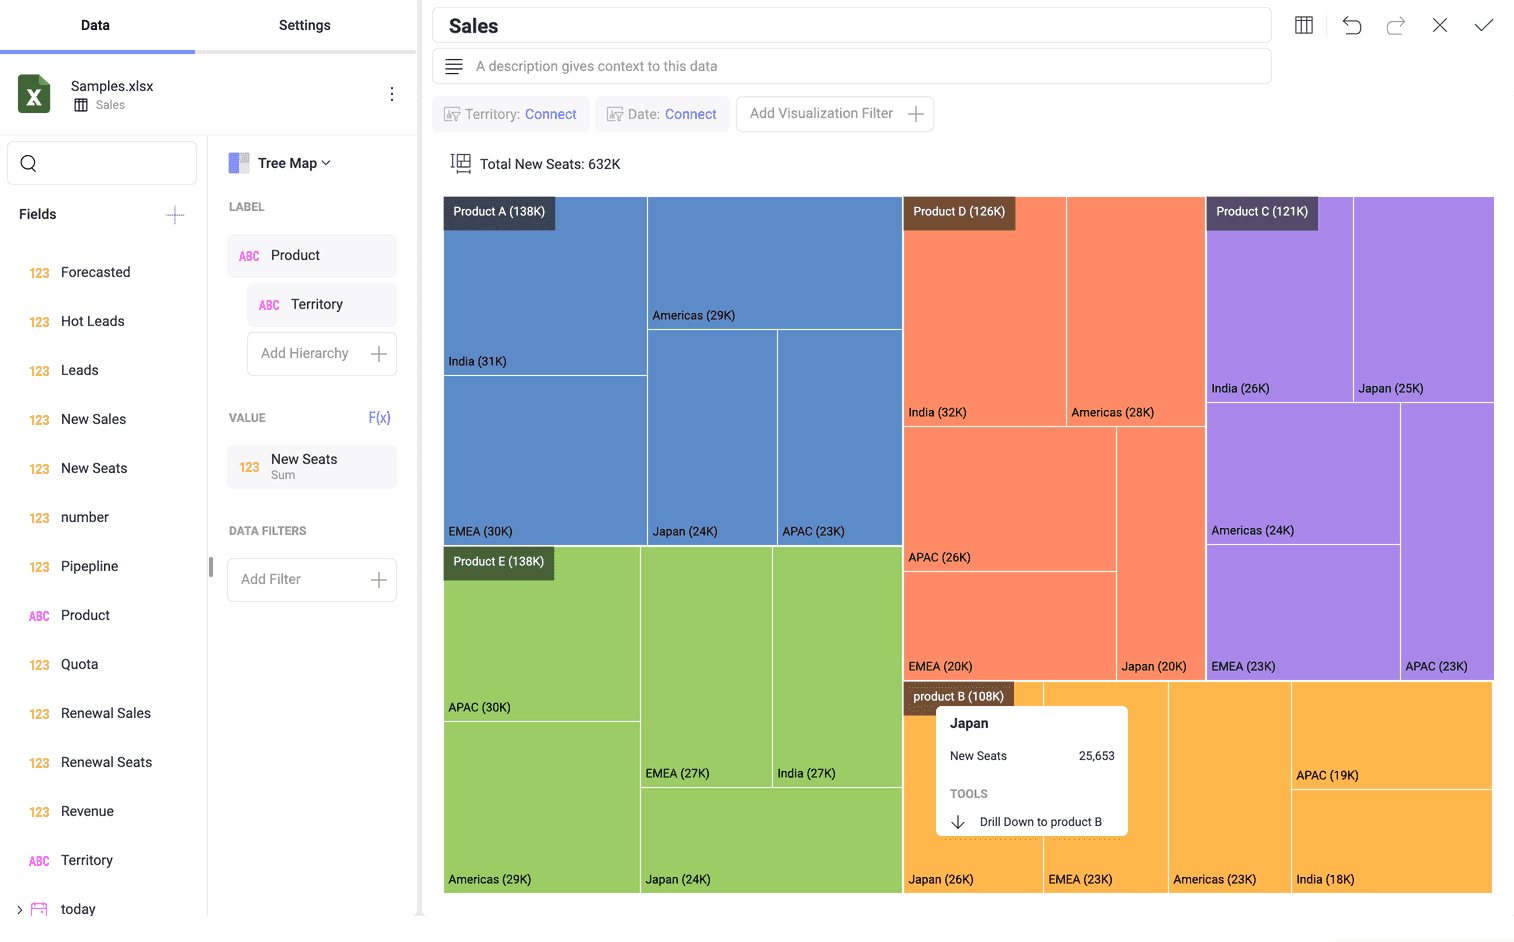 Data
Settings
Samples.xlsx
Sales
Fields
123 Forecasted
123 Hot Leads
123 Leads
123 New Sales
123 New Seats
123 number
123 Pipepline
ABC Product
123 Quota
123 Renewal Sales
123 Renewal Seats
123 Revenue
ABC Territory
today
Tree Map
LABEL
ABC Product
ABC Territory
Add Hierarchy
VALUE F(x)
123 New Seats
Sum
DATA FILTERS
Add Filter
Sales
A description gives context to this data
Territory: Connect
Date: Connect
Add Visualization Filter
Total New Seats: 632K
Product A (138K)
India (31K)
Americas (29K)
EMEA (30K)
Japan (24K)
APAC (23K)
Product E (138K)
APAC (30K)
EMEA (27K)
India (27K)
Americas (29K)
Japan (24K)
Product D (126K)
India (32K)
Americas (28K)
APAC (26K)
EMEA (20K)
Japan (20K)
Product C (121K)
India (26K)
Japan (25K)
Americas (24K)
EMEA (23K)
APAC (23K)
product B (108K)
Japan
New Seats 25,653
TOOLS
Drill Down to product B
Japan (26K)
EMEA (23K)
Americas (23K)
APAC (19K)
India (18K)